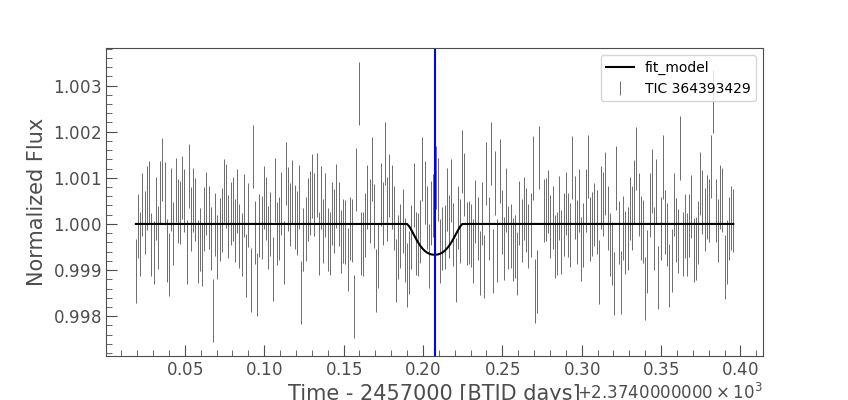 fit_model
TIC 364393429
1.003
1.002
1.001
1.000
0.999
0.998
Normalized Flux
0.05 0.10 0.15 0.20 0.25 0.30 0.35 0.40
Time - 2457000 [BTJD days]
+2.3740000000 × 10³